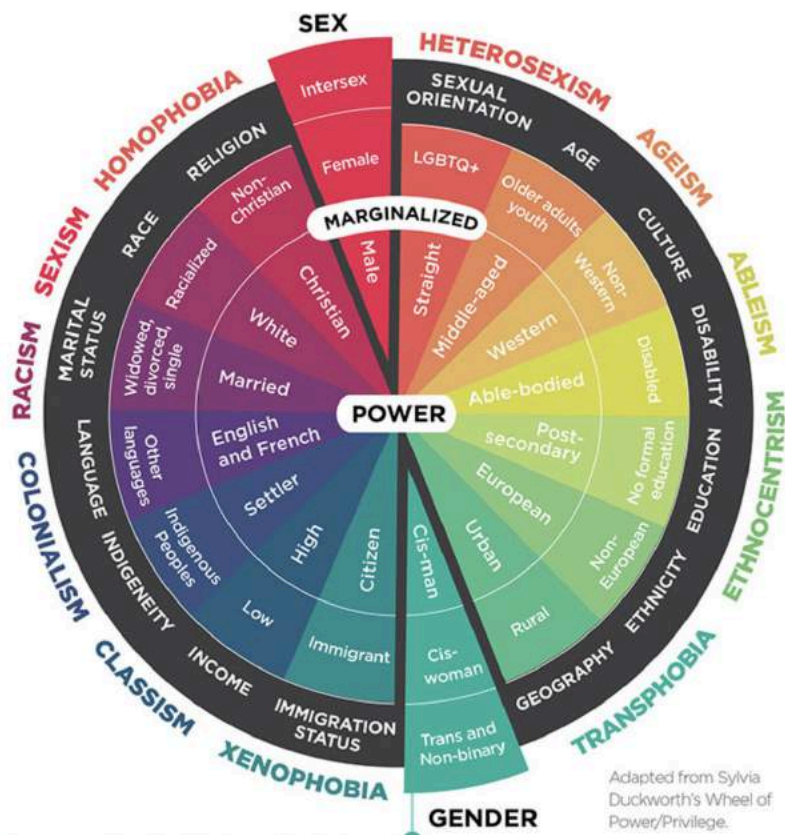 SEX
Intersex
Female
Male
HETEROSEXISM
AGEISM
ABLEISM
ETHNOCENTRISM
TRANSPHOBIA
XENOPHOBIA
CLASSISM
COLONIALISM
RACISM
SEXISM
HOMOPHOBIA
SEXUAL
ORIENTATION
LGBTQ+
Straight
AGE
Older adults
youth
Middle-aged
CULTURE
Non-
Western
Western
DISABILITY
Disabled
Able-bodied
EDUCATION
No formal
education
Post-
secondary
ETHNICITY
Non-
European
European
GEOGRAPHY
Rural
Urban
Cis-man
Cis-
woman
Trans and
Non-binary
GENDER
IMMIGRATION
STATUS
Immigrant
Citizen
INCOME
Low
High
INDIGENEITY
Indigenous
Peoples
Settler
LANGUAGE
Other
languages
English
and French
MARITAL
STATUS
Widowed,
divorced,
single
Married
RACE
Racialized
White
RELIGION
Non-
Christian
Christian
MARGINALIZED
POWER
Adapted from Sylvia
Duckworth's Wheel of
Power/Privilege.